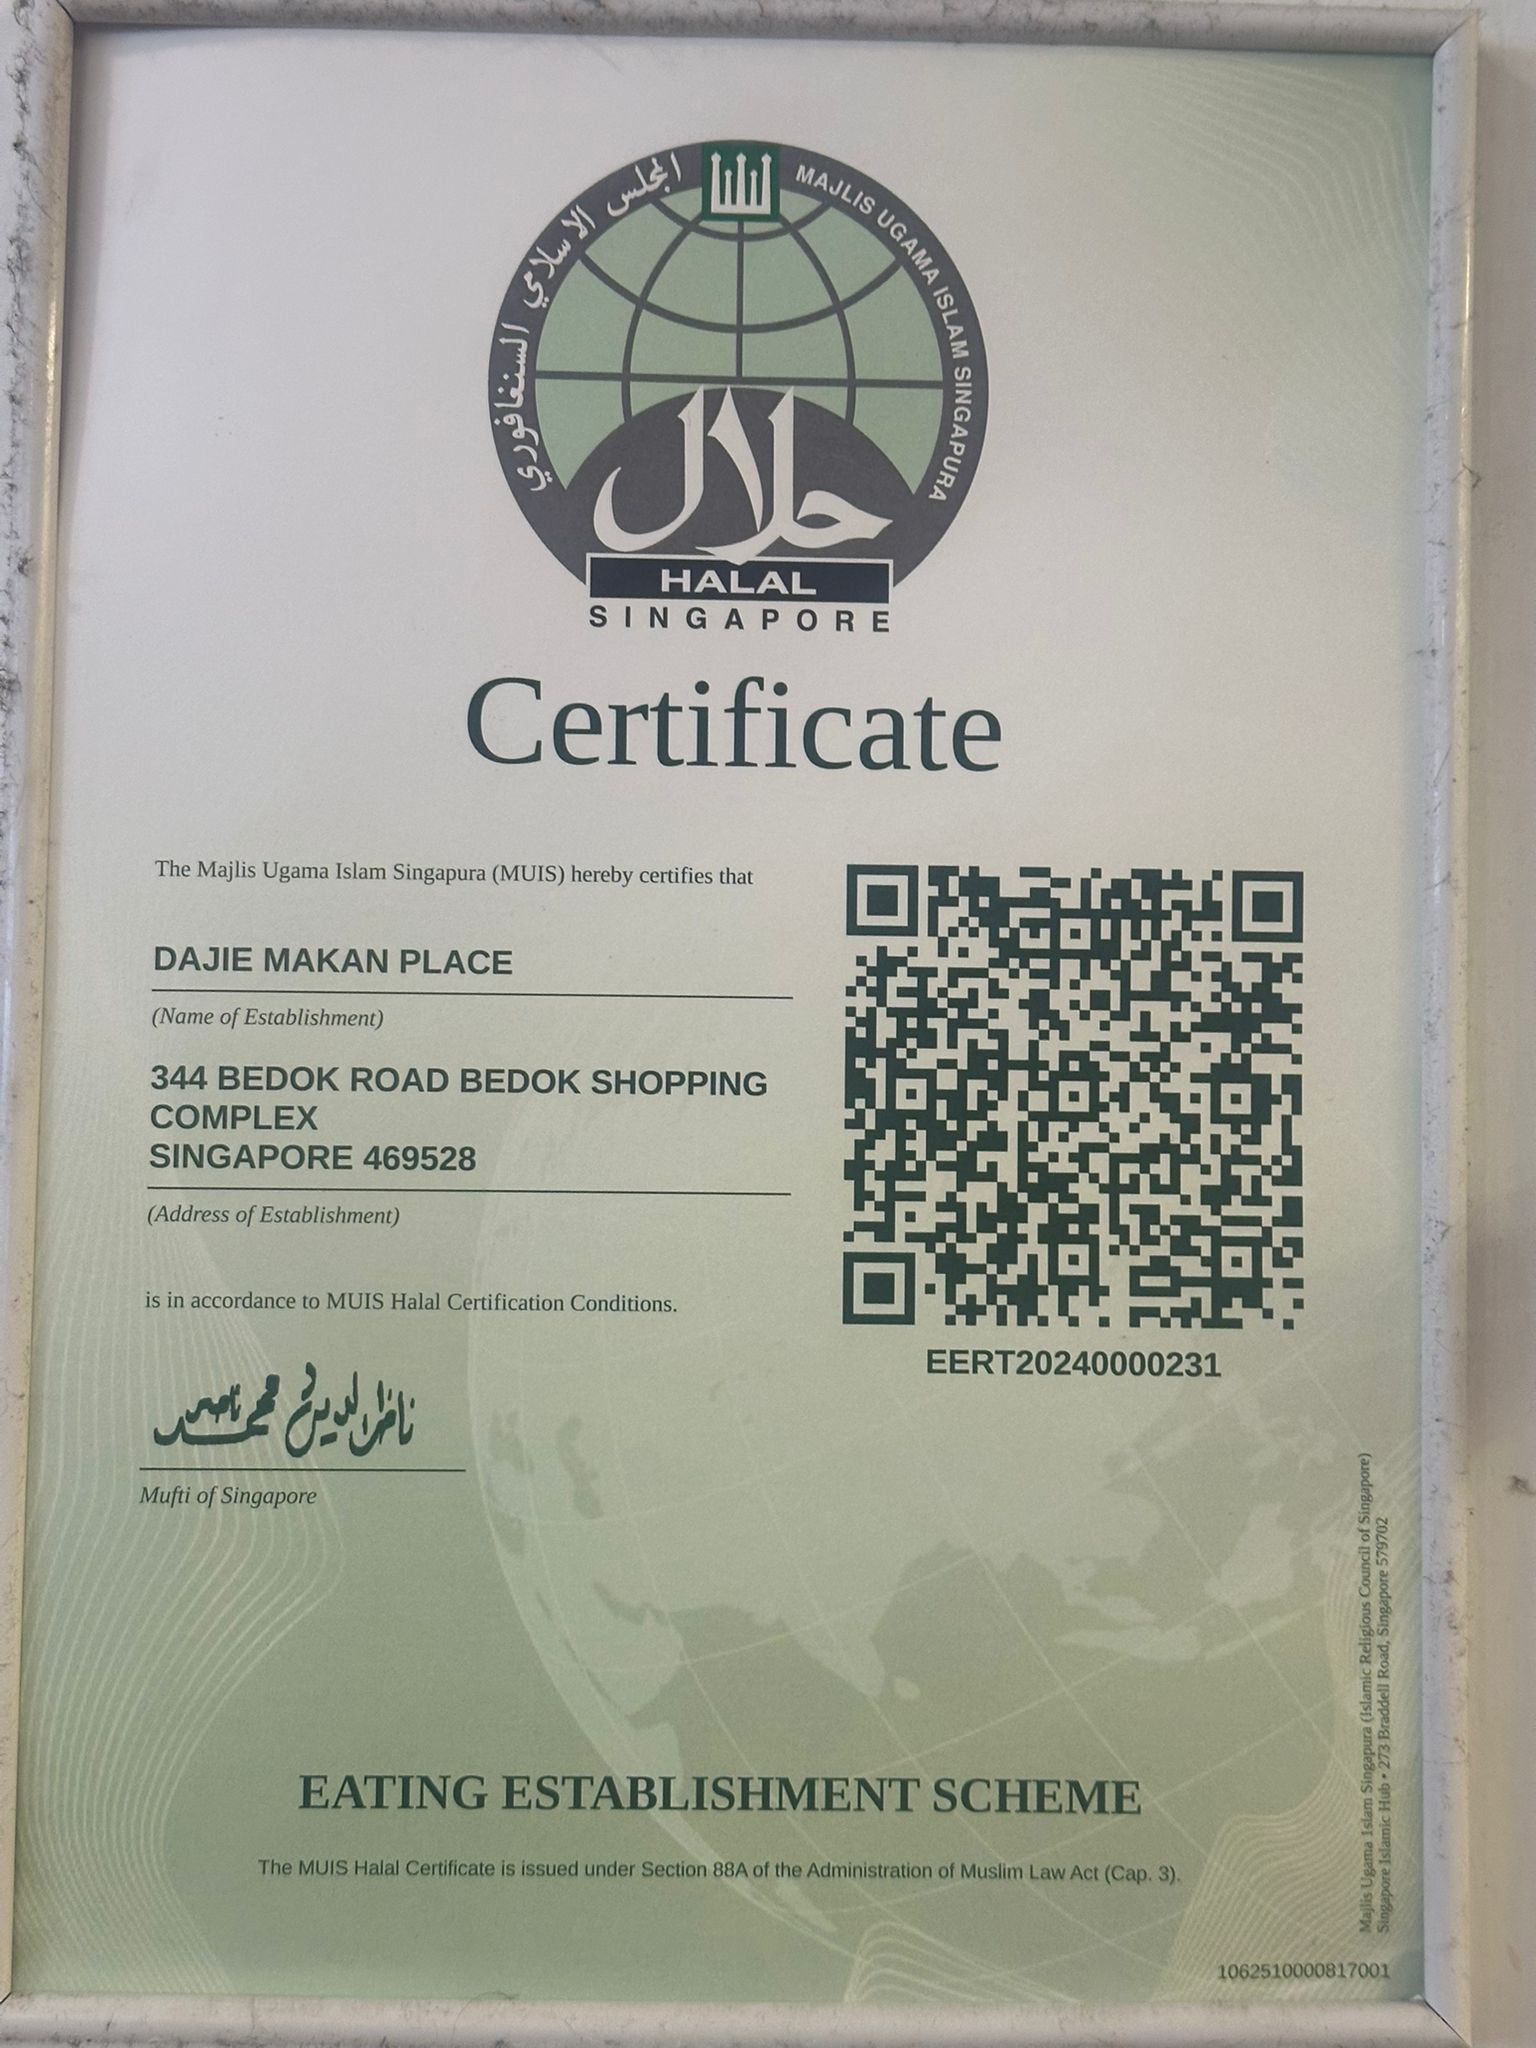 المجلس الاسلامي السنغافوري
MAJLIS UGAMA ISLAM SINGAPURA
حلال
HALAL
SINGAPORE
Certificate
The Majlis Ugama Islam Singapura (MUIS) hereby certifies that
DAJIE MAKAN PLACE
(Name of Establishment)
344 BEDOK ROAD BEDOK SHOPPING
COMPLEX
SINGAPORE 469528
(Address of Establishment)
is in accordance to MUIS Halal Certification Conditions.
EERT20240000231
ناظرالدين محمد ناصر
Mufti of Singapore
EATING ESTABLISHMENT SCHEME
The MUIS Halal Certificate is issued under Section 88A of the Administration of Muslim Law Act (Cap. 3).
Majlis Ugama Islam Singapura (Islamic Religious Council of Singapore)
Singapore Islamic Hub • 273 Braddell Road, Singapore 579702
1062510000817001